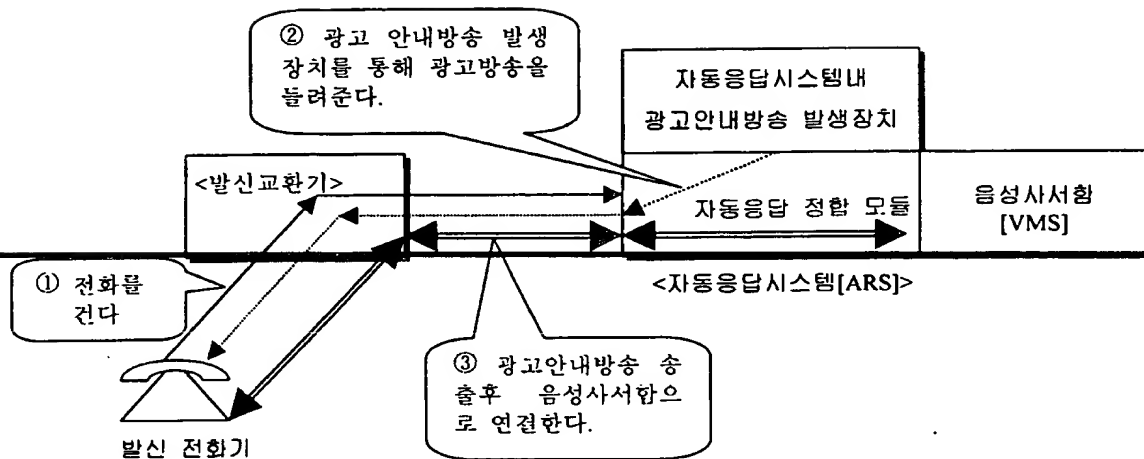 ② 광고 안내방송 발생
장치를 통해 광고방송을
들려준다.
자동응답시스템내
광고안내방송 발생장치
<발신교환기>
자동응답 정합 모듈
음성사서함
[VMS]
<자동응답시스템[ARS]>
① 전화를
건다
③ 광고안내방송 송
출후 음성사서함으
로 연결한다.
발신 전화기